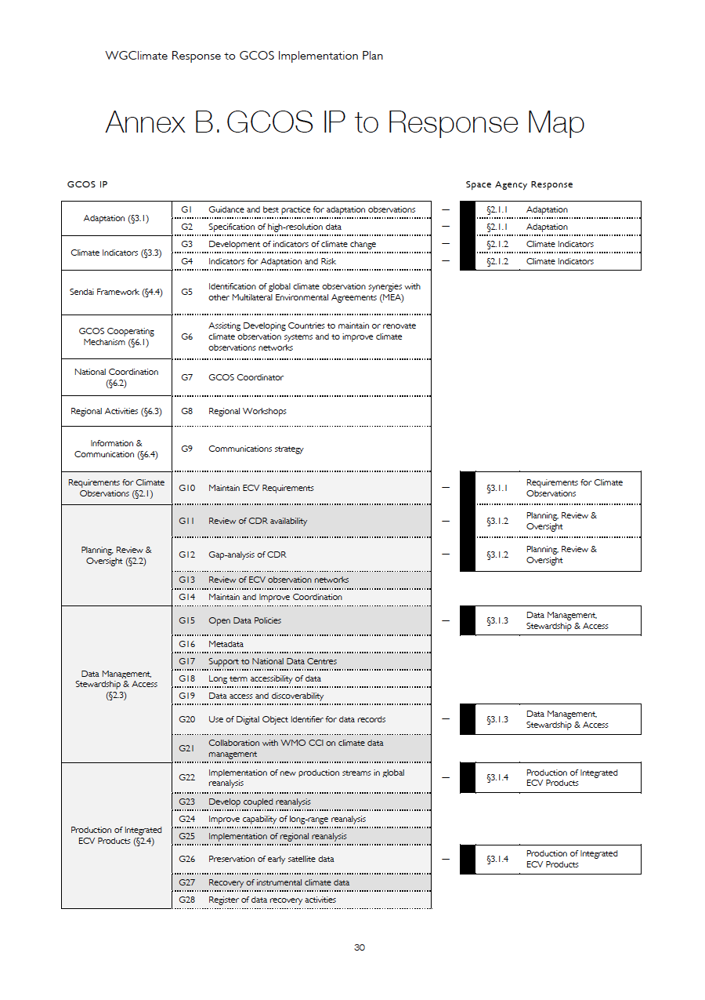 WGClimate Response to GCOS Implementation Plan
Annex B. GCOS IP to Response Map
GCOS IP
Space Agency Response
Adaptation (§3.1)
G1 Guidance and best practice for adaptation observations — §2.1.1 Adaptation
G2 Specification of high-resolution data — §2.1.1 Adaptation
Climate Indicators (§3.3)
G3 Development of indicators of climate change — §2.1.2 Climate Indicators
G4 Indicators for Adaptation and Risk — §2.1.2 Climate Indicators
Sendai Framework (§4.4)
G5 Identification of global climate observation synergies with
other Multilateral Environmental Agreements (MEA)
GCOS Cooperating
Mechanism (§6.1)
G6 Assisting Developing Countries to maintain or renovate
climate observation systems and to improve climate
observations networks
National Coordination
(§6.2)
G7 GCOS Coordinator
Regional Activities (§6.3)
G8 Regional Workshops
Information &
Communication (§6.4)
G9 Communications strategy
Requirements for Climate
Observations (§2.1)
G10 Maintain ECV Requirements — §3.1.1 Requirements for Climate
Observations
Planning, Review &
Oversight (§2.2)
G11 Review of CDR availability — §3.1.2 Planning, Review &
Oversight
G12 Gap-analysis of CDR — §3.1.2 Planning, Review &
Oversight
G13 Review of ECV observation networks
G14 Maintain and Improve Coordination
Data Management,
Stewardship & Access
(§2.3)
G15 Open Data Policies — §3.1.3 Data Management,
Stewardship & Access
G16 Metadata
G17 Support to National Data Centres
G18 Long term accessibility of data
G19 Data access and discoverability
G20 Use of Digital Object Identifier for data records — §3.1.3 Data Management,
Stewardship & Access
G21 Collaboration with WMO CCI on climate data
management
Production of Integrated
ECV Products (§2.4)
G22 Implementation of new production streams in global
reanalysis — §3.1.4 Production of Integrated
ECV Products
G23 Develop coupled reanalysis
G24 Improve capability of long-range reanalysis
G25 Implementation of regional reanalysis
G26 Preservation of early satellite data — §3.1.4 Production of Integrated
ECV Products
G27 Recovery of instrumental climate data
G28 Register of data recovery activities
30